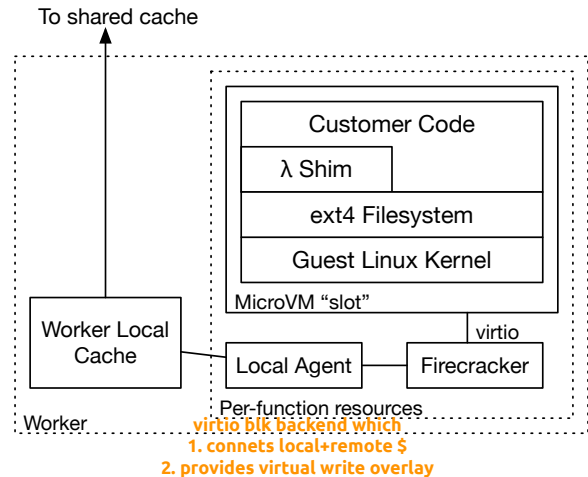 To shared cache
Customer Code
λ Shim
ext4 Filesystem
Guest Linux Kernel
MicroVM “slot”
virtio
Worker Local
Cache
Local Agent
Firecracker
Per-function resources
Worker
virtio blk backend which
1. connets local+remote $
2. provides virtual write overlay